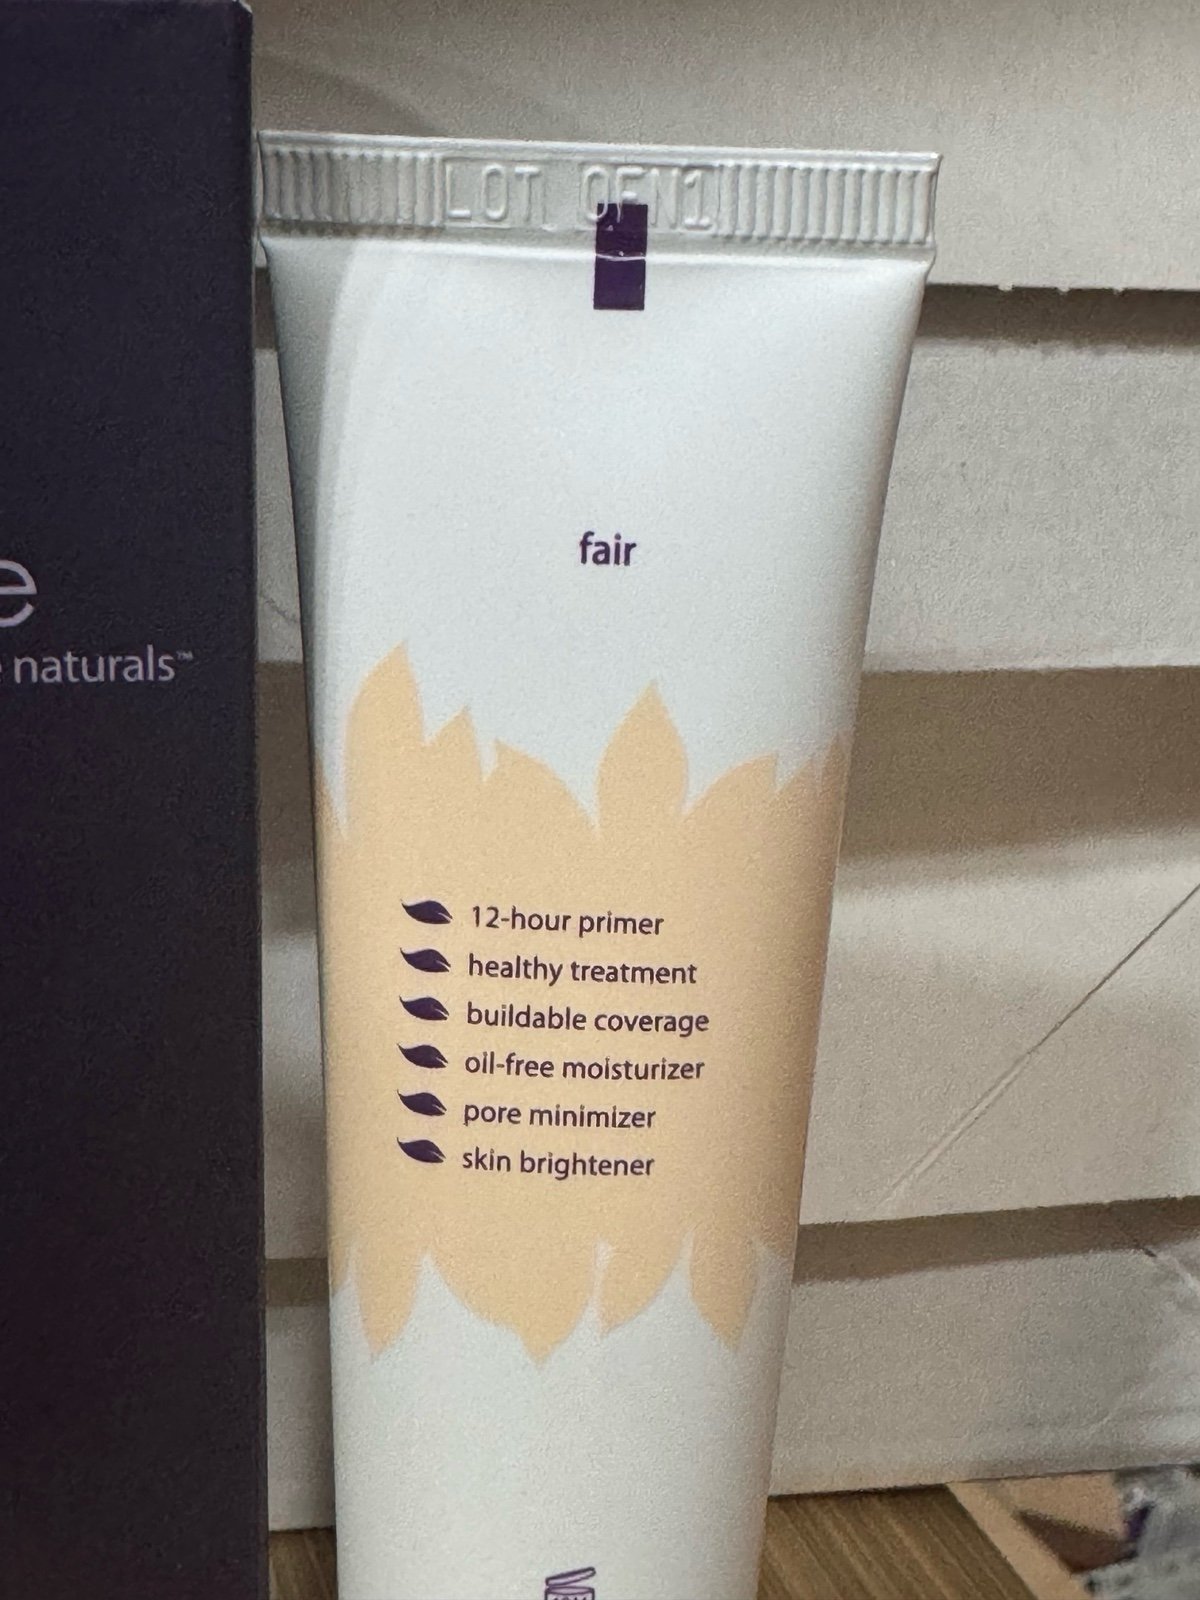 LOT OFN1
fair
e
naturals™
12-hour primer
healthy treatment
buildable coverage
oil-free moisturizer
pore minimizer
skin brightener